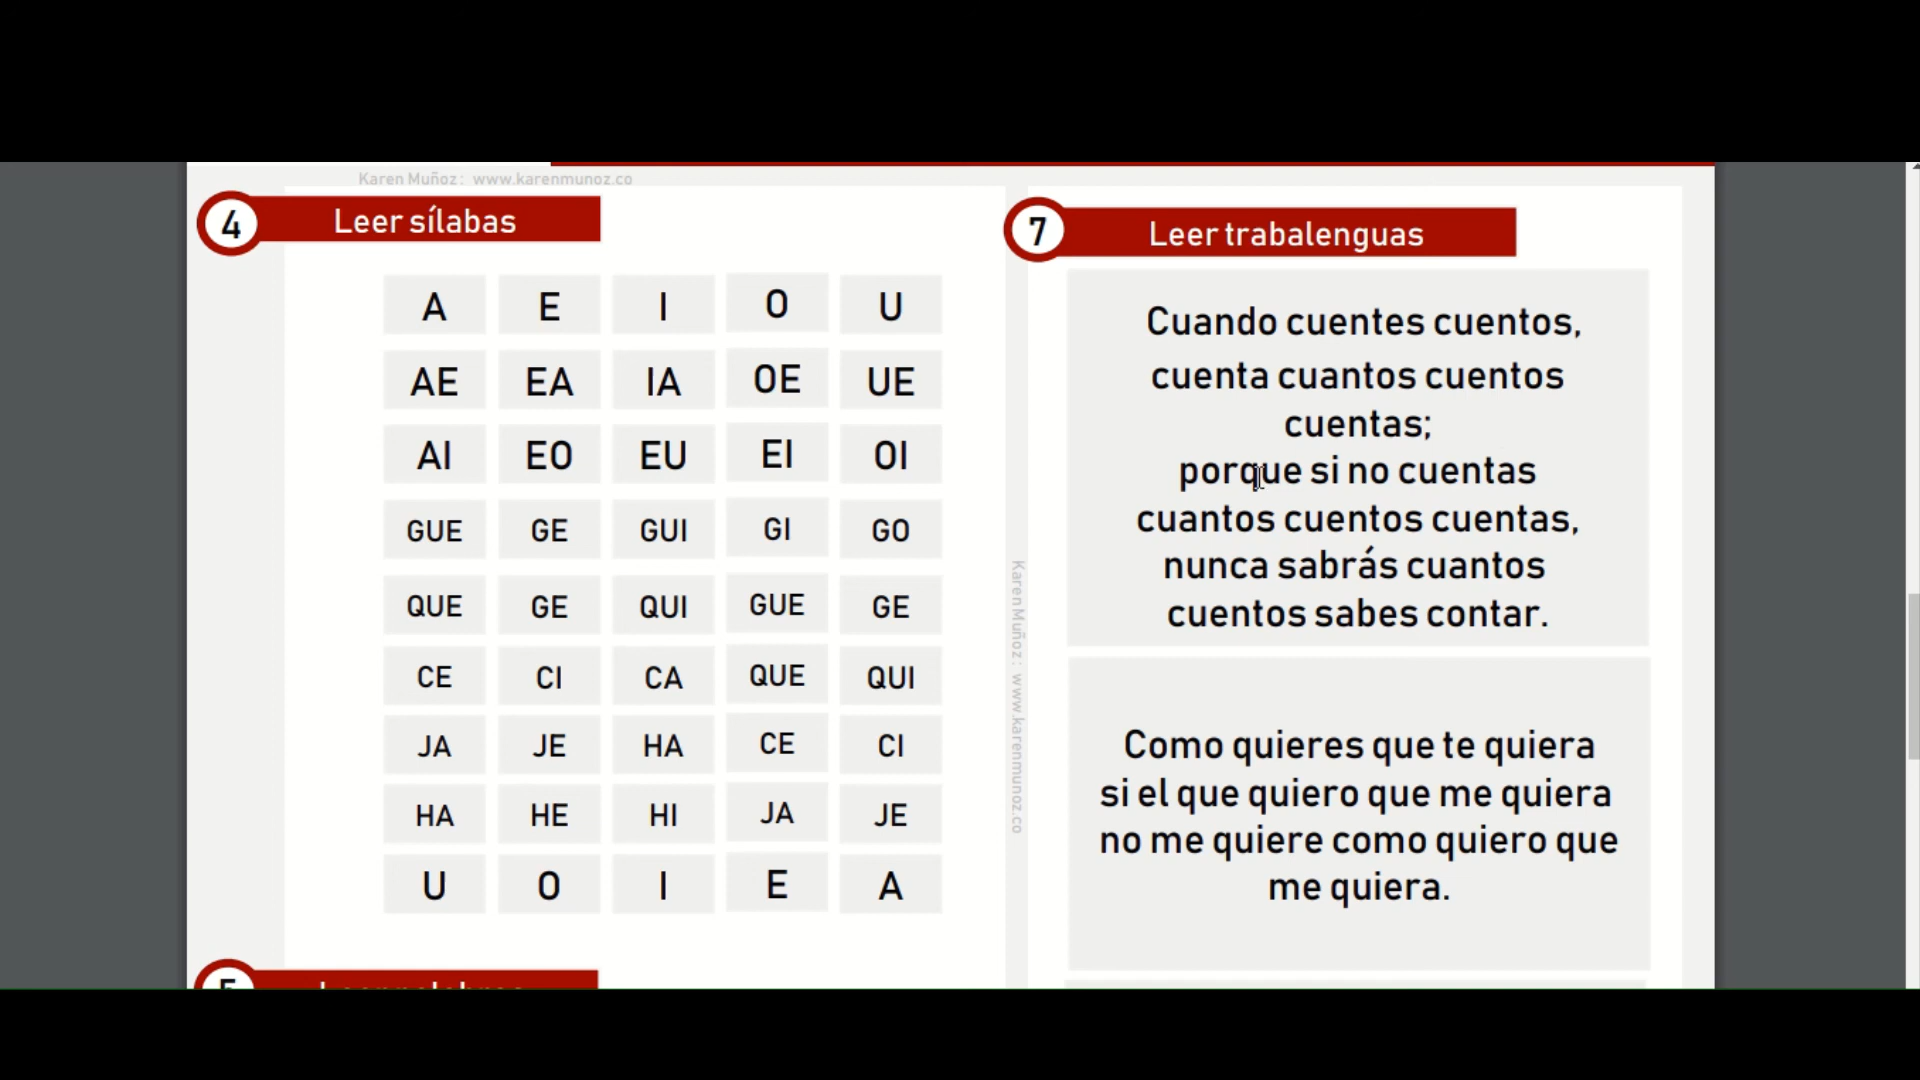 Karen Muñoz: www.karenmunoz.co
4 Leer sílabas
A E I O U
AE EA IA OE UE
AI EO EU EI OI
GUE GE GUI GI GO
QUE GE QUI GUE GE
CE CI CA QUE QUI
JA JE HA CE CI
HA HE HI JA JE
U O I E A
Karen Muñoz: www.karenmunoz.co
7 Leer trabalenguas
Cuando cuentes cuentos,
cuenta cuantos cuentos
cuentas;
porque si no cuentas
cuantos cuentos cuentas,
nunca sabrás cuantos
cuentos sabes contar.
Como quieres que te quiera
si el que quiero que me quiera
no me quiere como quiero que
me quiera.